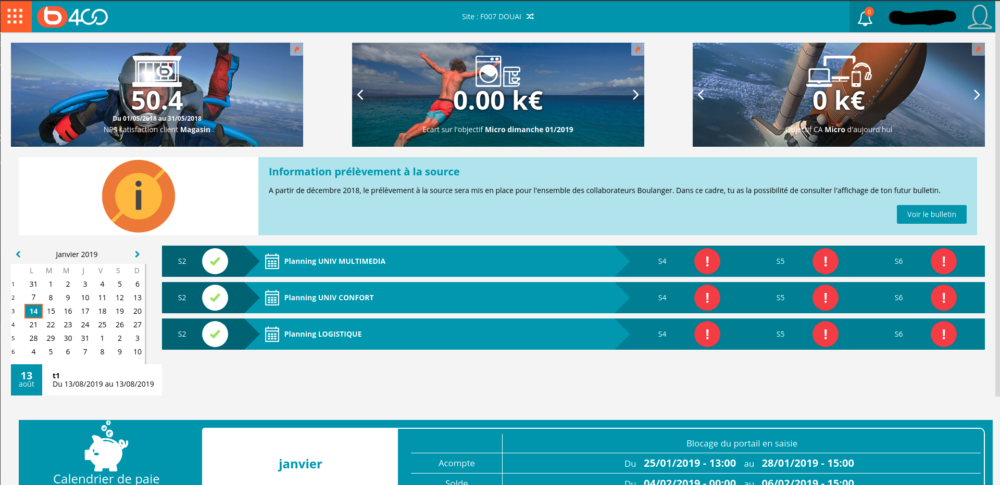 b 4GO
Site : F007 DOUAI
0
50.4
Du 01/05/2018 au 31/05/2018
NPS satisfaction client Magasin
0.00 k€
Ecart sur l'objectif Micro dimanche 01/2019
0 k€
Objectif CA Micro d'aujourd'hui
Information prélèvement à la source
A partir de décembre 2018, le prélèvement à la source sera mis en place pour l'ensemble des collaborateurs Boulanger. Dans ce cadre, tu as la possibilité de consulter l'affichage de ton futur bulletin.
Voir le bulletin
Janvier 2019
L M M J V S D
1 31 1 2 3 4 5 6
2 7 8 9 10 11 12 13
3 14 15 16 17 18 19 20
4 21 22 23 24 25 26 27
5 28 29 30 31 1 2 3
6 4 5 6 7 8 9 10
13
août
t1
Du 13/08/2019 au 13/08/2019
S2 Planning UNIV MULTIMEDIA S4 ! S5 ! S6 !
S2 Planning UNIV CONFORT S4 ! S5 ! S6 !
S2 Planning LOGISTIQUE S4 ! S5 ! S6 !
Calendrier de paie
janvier
Blocage du portail en saisie
Acompte Du 25/01/2019 - 13:00 au 28/01/2019 - 15:00
Solde Du 04/02/2019 - 00:00 au 06/02/2019 - 15:00